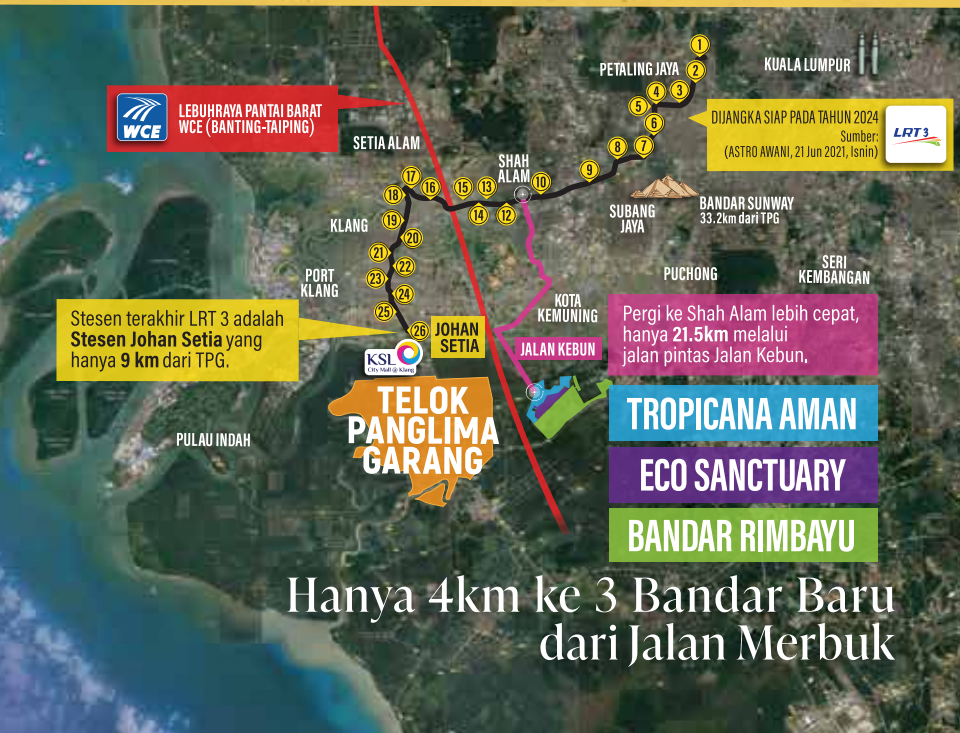 1
2
3
4
5
6
7
8
9
10
12
13
14
15
16
17
18
19
20
21
22
23
24
25
26
PETALING JAYA
KUALA LUMPUR
WCE
LEBUHRAYA PANTAI BARAT
WCE (BANTING-TAIPING)
DIJANGKA SIAP PADA TAHUN 2024
Sumber:
(ASTRO AWANI, 21 Jun 2021, Isnin)
LRT 3
SETIA ALAM
SHAH
ALAM
SUBANG
JAYA
BANDAR SUNWAY
33.2km dari TPG
KLANG
PORT
KLANG
PUCHONG
SERI
KEMBANGAN
KOTA
KEMUNING
Stesen terakhir LRT 3 adalah
Stesen Johan Setia yang
hanya 9 km dari TPG.
JOHAN
SETIA
KSL
City Mall @ Klang
JALAN KEBUN
Pergi ke Shah Alam lebih cepat,
hanya 21.5km melalui
jalan pintas Jalan Kebun.
TELOK
PANGLIMA
GARANG
PULAU INDAH
TROPICANA AMAN
ECO SANCTUARY
BANDAR RIMBAYU
Hanya 4km ke 3 Bandar Baru
dari Jalan Merbuk